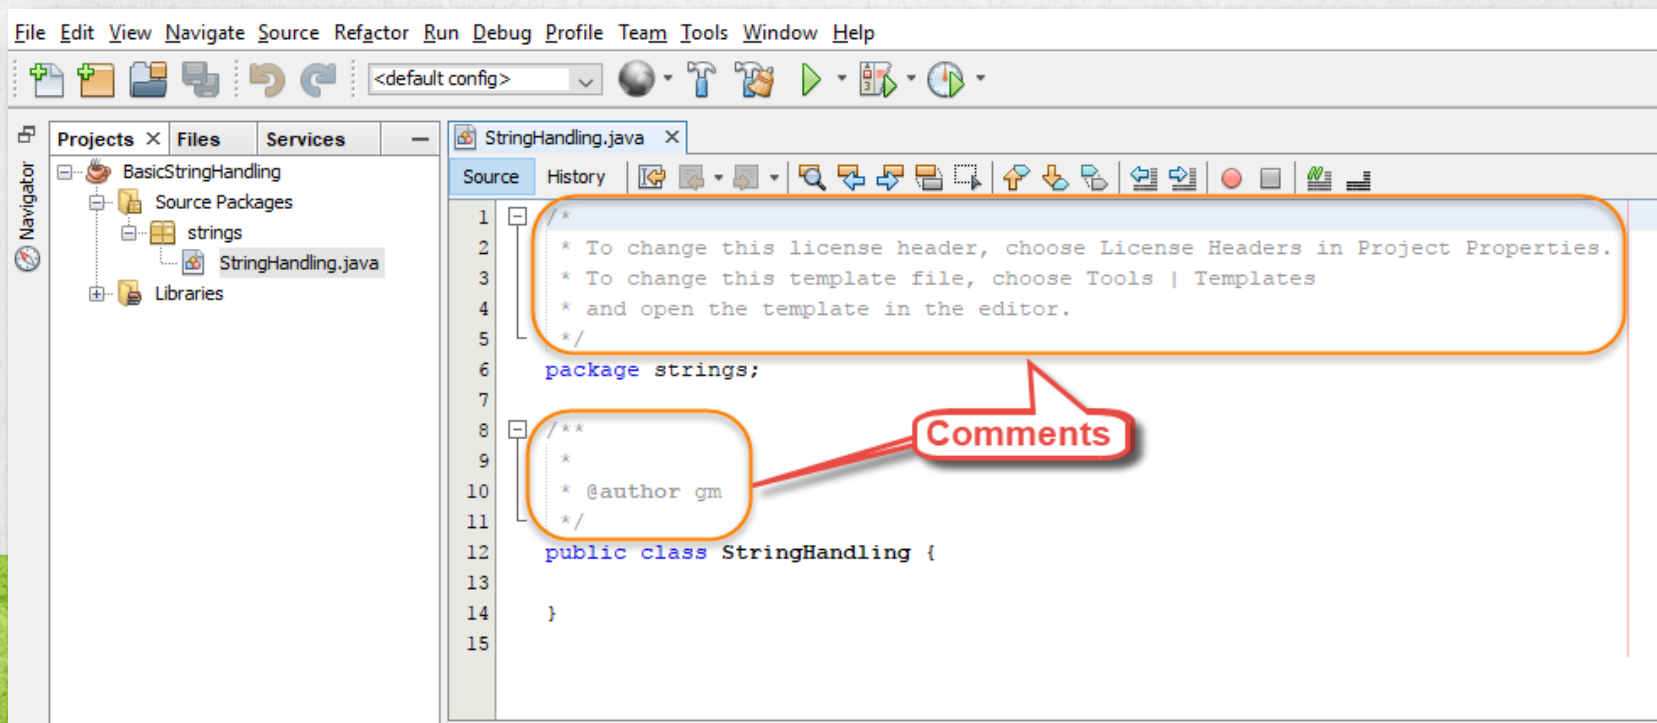 File Edit View Navigate Source Refactor Run Debug Profile Team Tools Window Help
<default config>
Projects Files Services
Navigator
BasicStringHandling
Source Packages
strings
StringHandling.java
Libraries
StringHandling.java
Source History
1 /*
2 * To change this license header, choose License Headers in Project Properties.
3 * To change this template file, choose Tools | Templates
4 * and open the template in the editor.
5 */
6 package strings;
7
8 /**
9 *
10 * @author gm
11 */
12 public class StringHandling {
13
14 }
15
Comments